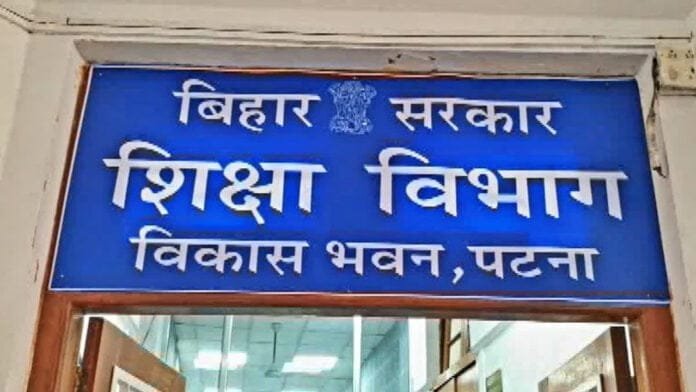 बिहार सरकार
शिक्षा विभाग
विकास भवन, पटना